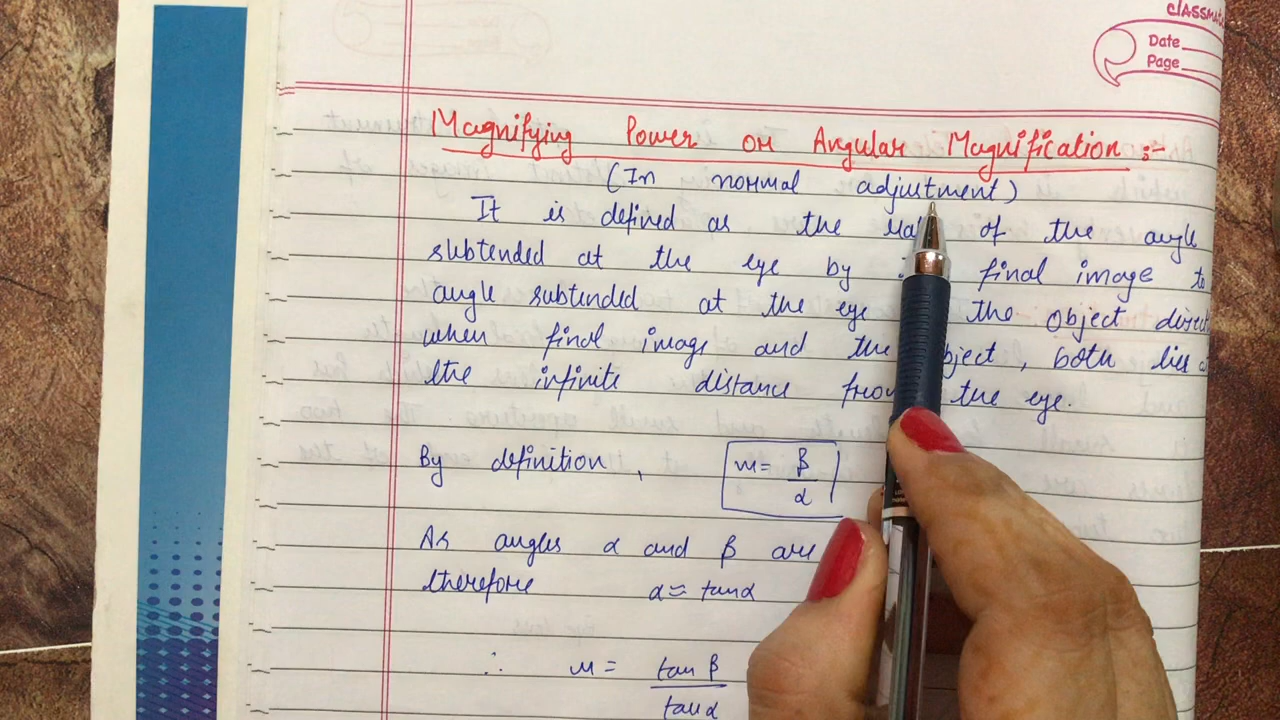 classmate
Date
Page
Magnifying Power or Angular Magnification :-
(In normal adjustment)
It is defined as the of the angle
subtended at the eye by final image to
angle subtended at the eye the object direct
when final image and the object, both lies at
the infinite distance from the eye.
By definition, m = β/α
As angles α and β are
therefore α ≈ tanα
∴ m = tan β/tanα